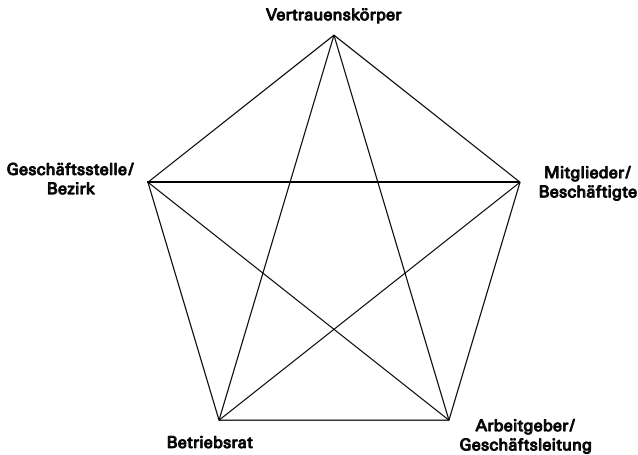 Vertrauenskörper
Geschäftsstelle/
Bezirk
Mitglieder/
Beschäftigte
Betriebsrat
Arbeitgeber/
Geschäftsleitung